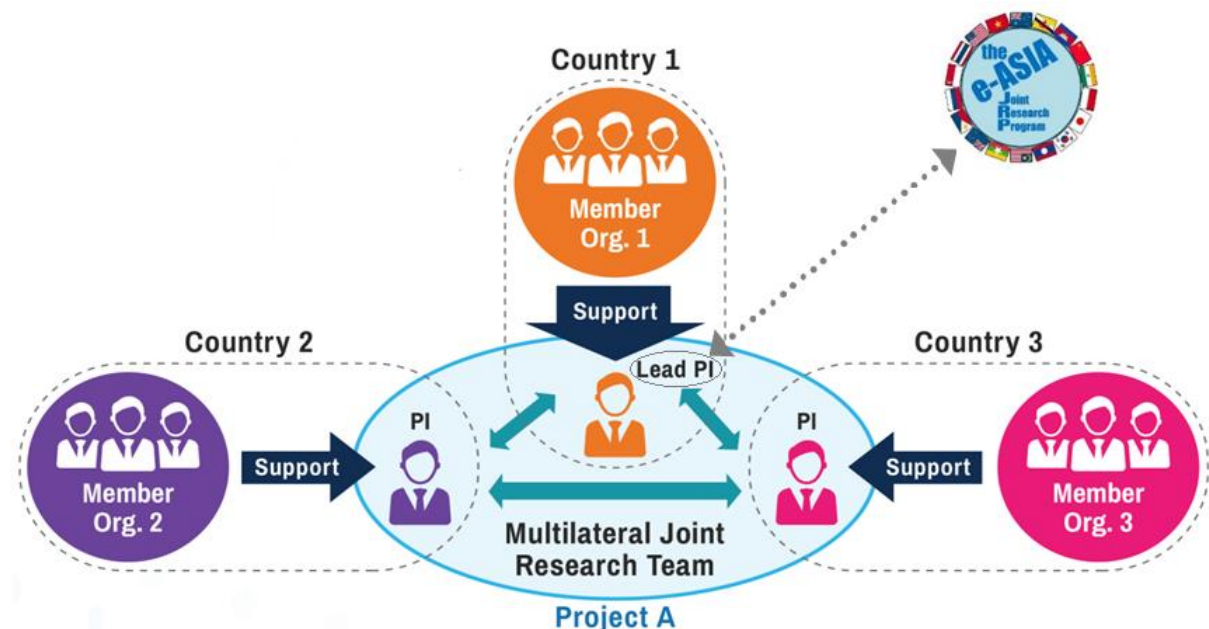 Country 1
the
e-ASIA
Joint
Research
Program
Member
Org. 1
Support
Country 2
Country 3
Lead PI
PI
PI
Support
Support
Member
Org. 2
Member
Org. 3
Multilateral Joint
Research Team
Project A